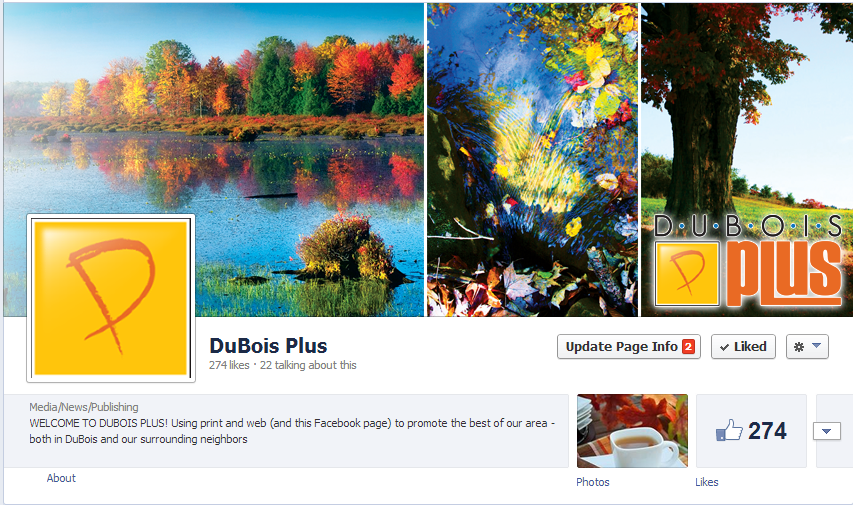 D·U·B·O·I·S
PLUS
DuBois Plus
274 likes · 22 talking about this
Update Page Info 2
Liked
Media/News/Publishing
WELCOME TO DUBOIS PLUS! Using print and web (and this Facebook page) to promote the best of our area -
both in DuBois and our surrounding neighbors
274
About
Photos
Likes